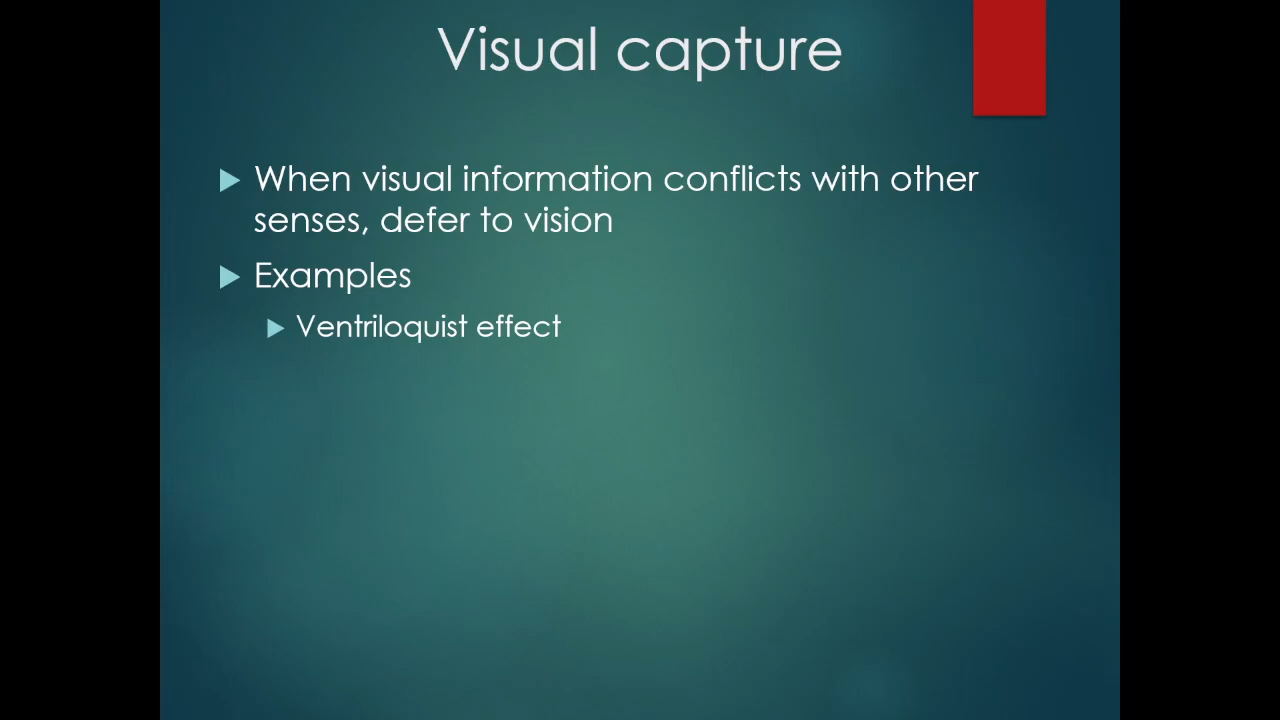 Visual capture
When visual information conflicts with other
senses, defer to vision
Examples
Ventriloquist effect